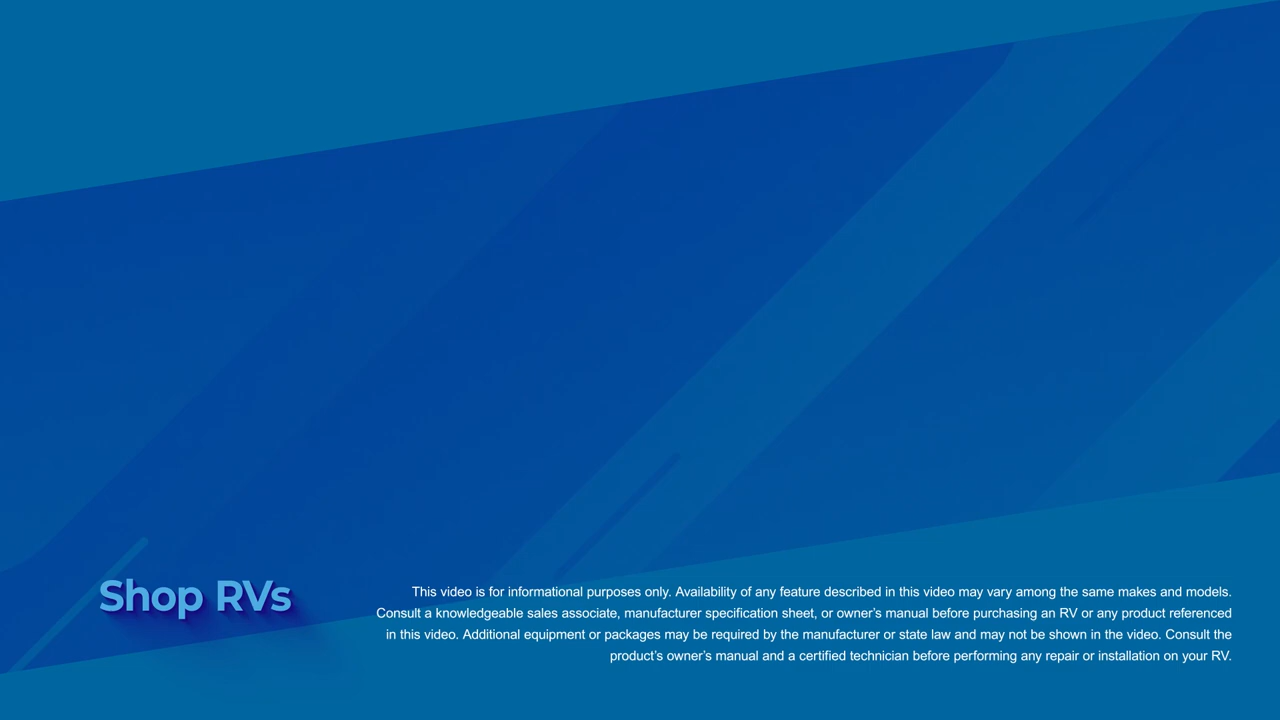 Shop RVs
This video is for informational purposes only. Availability of any feature described in this video may vary among the same makes and models.
Consult a knowledgeable sales associate, manufacturer specification sheet, or owner’s manual before purchasing an RV or any product referenced
in this video. Additional equipment or packages may be required by the manufacturer or state law and may not be shown in the video. Consult the
product’s owner’s manual and a certified technician before performing any repair or installation on your RV.